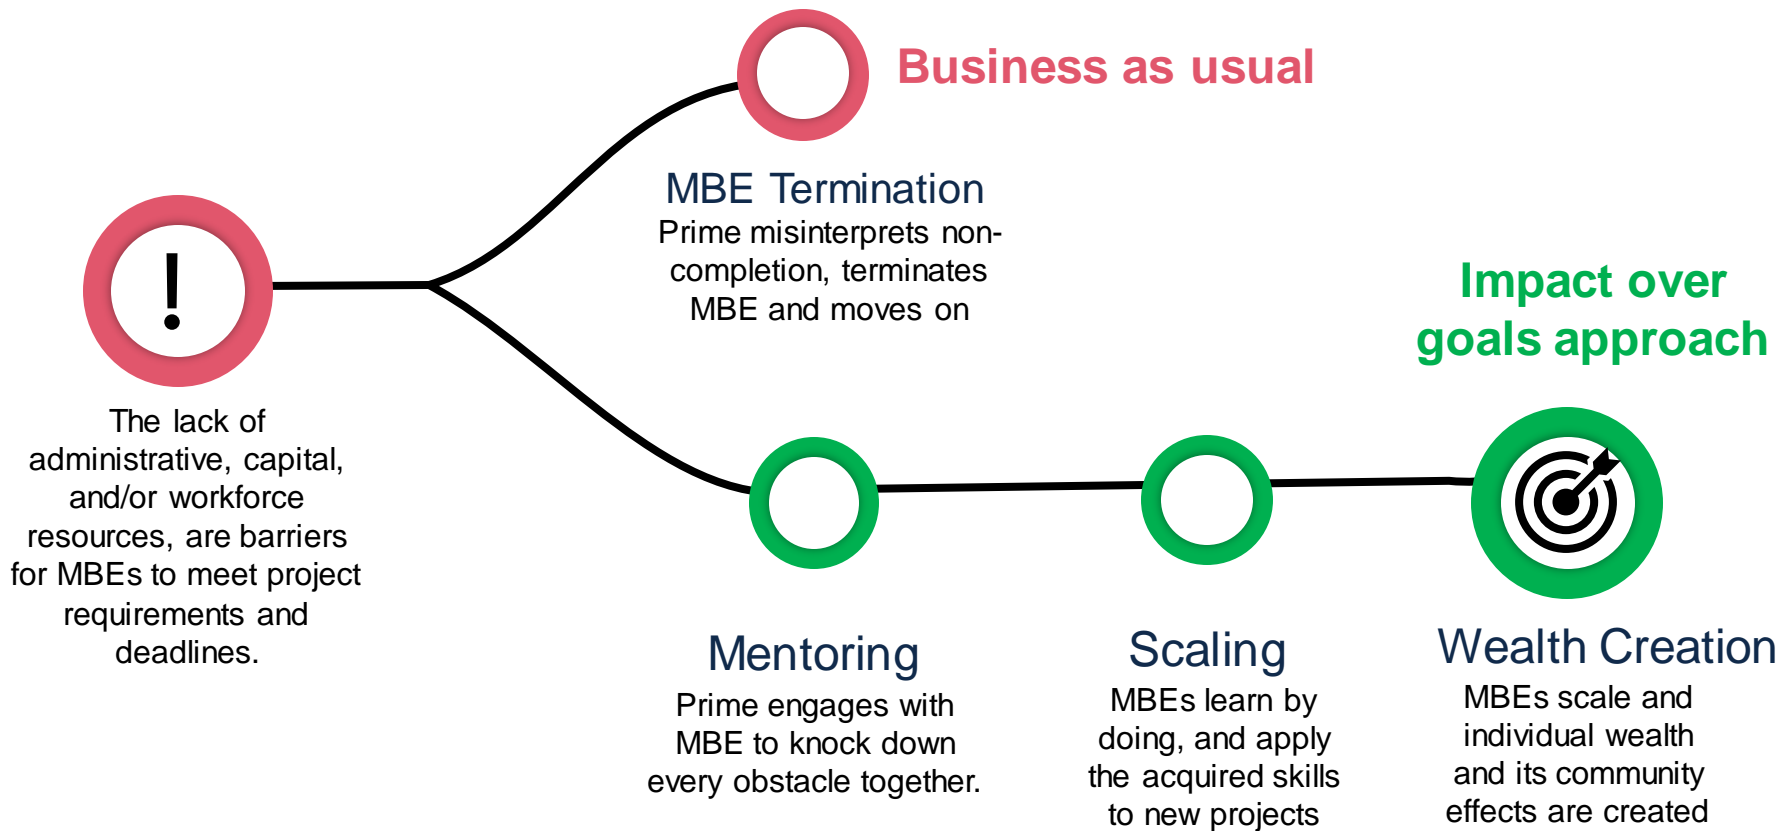 Business as usual
MBE Termination
Prime misinterprets non-
completion, terminates
MBE and moves on
!
The lack of
administrative, capital,
and/or workforce
resources, are barriers
for MBEs to meet project
requirements and
deadlines.
Impact over
goals approach
Mentoring
Prime engages with
MBE to knock down
every obstacle together.
Scaling
MBEs learn by
doing, and apply
the acquired skills
to new projects
Wealth Creation
MBEs scale and
individual wealth
and its community
effects are created